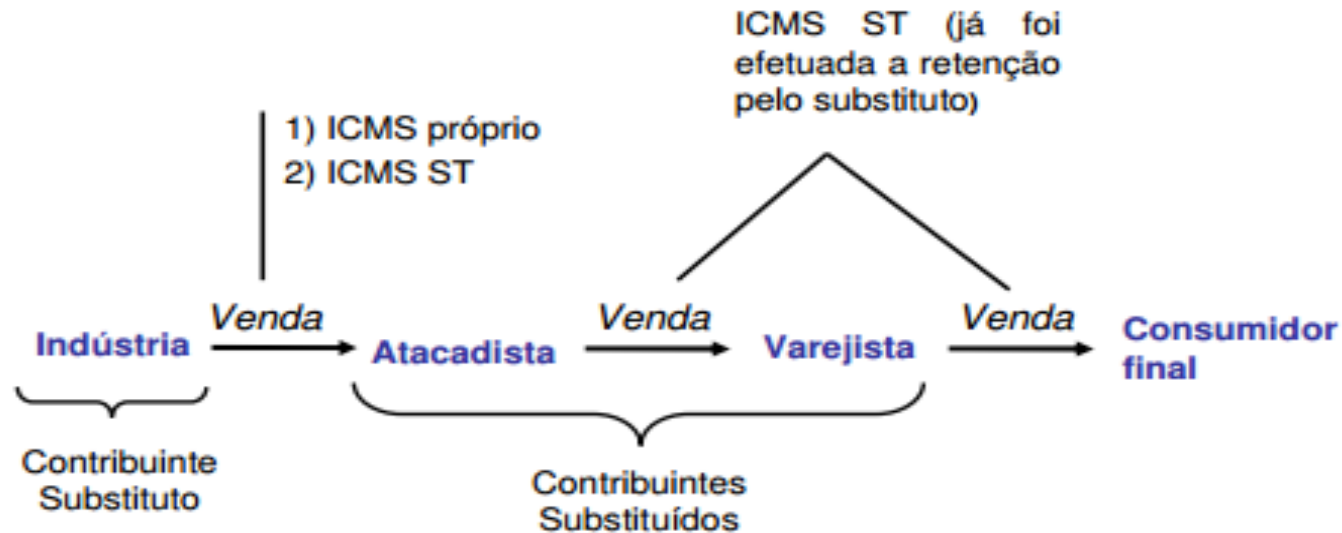 ICMS ST (já foi
efetuada a retenção
pelo substituto)
1) ICMS próprio
2) ICMS ST
Venda
Venda
Venda
Indústria
Atacadista
Varejista
Consumidor
final
Contribuinte
Substituto
Contribuintes
Substituídos